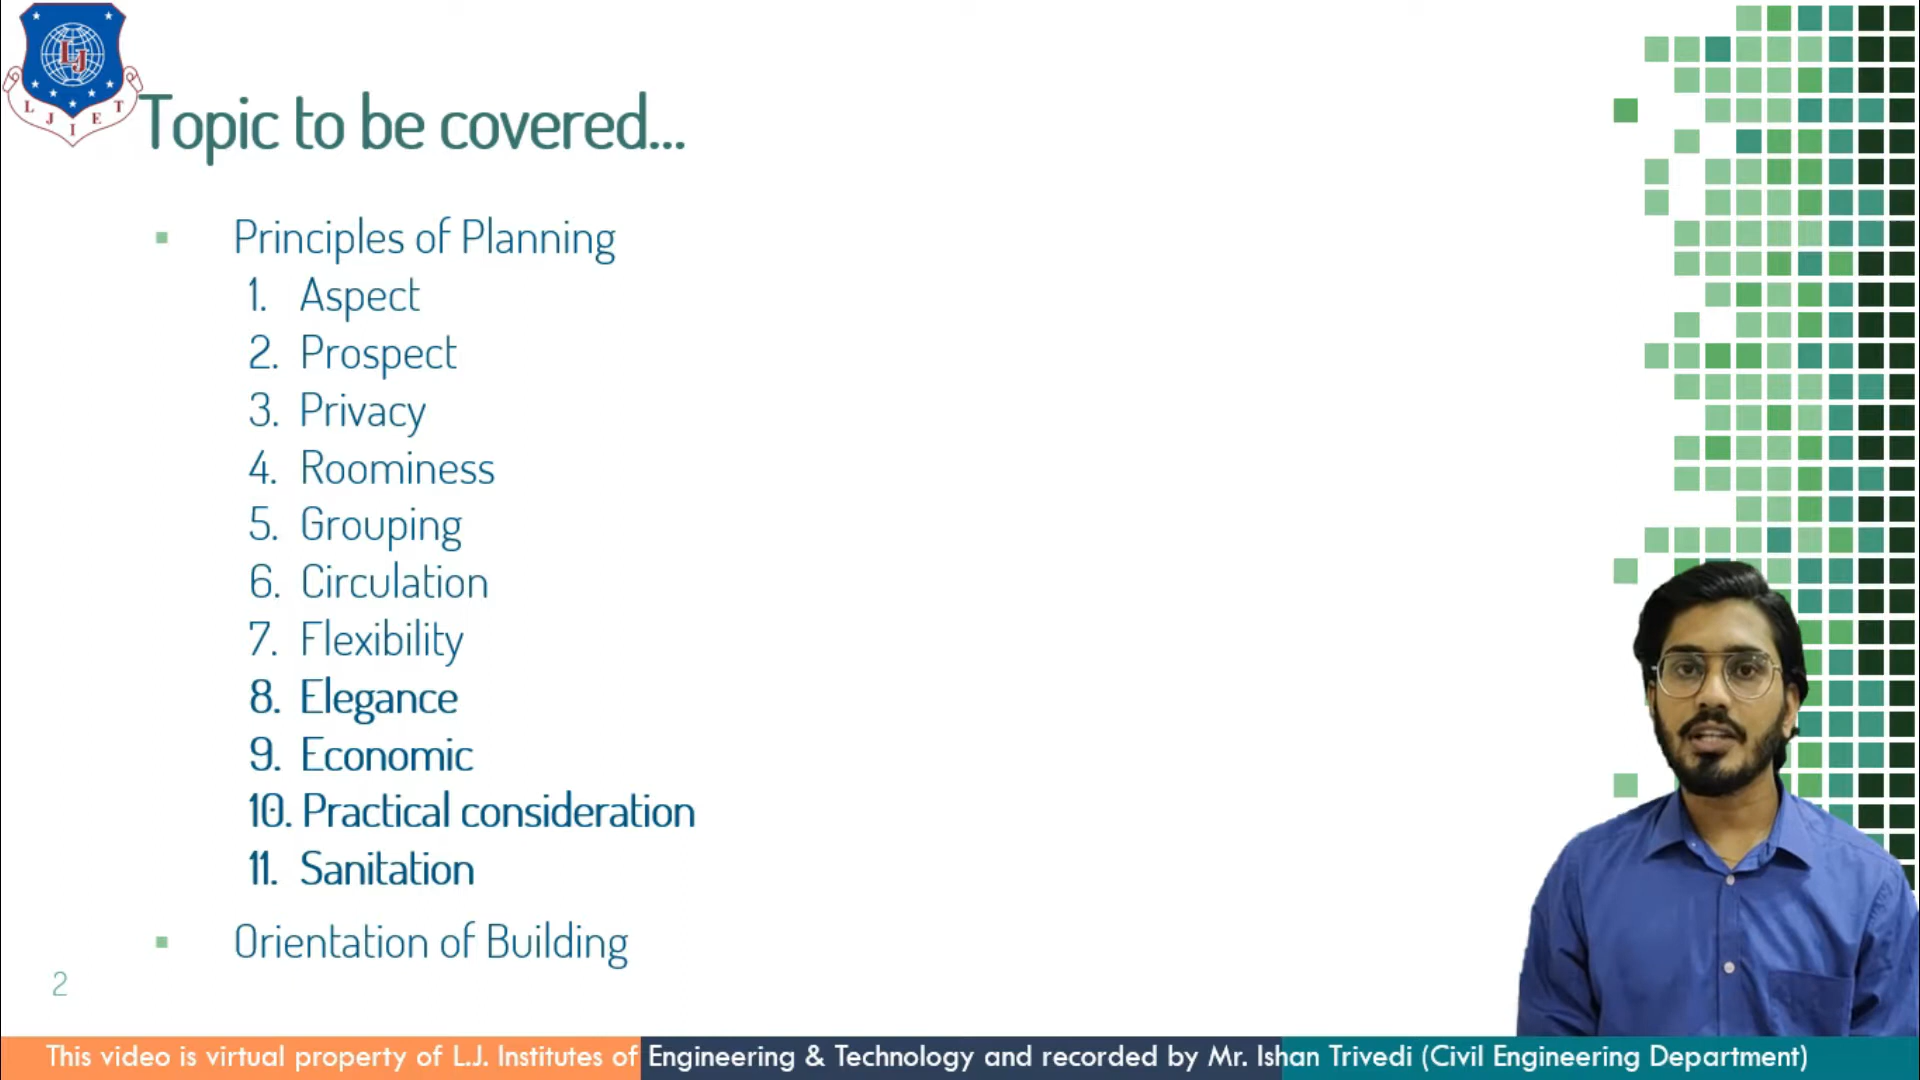 LJ
L J I E T
Topic to be covered...
▪ Principles of Planning
1. Aspect
2. Prospect
3. Privacy
4. Roominess
5. Grouping
6. Circulation
7. Flexibility
8. Elegance
9. Economic
10. Practical consideration
11. Sanitation
▪ Orientation of Building
2
This video is virtual property of L.J. Institutes of Engineering & Technology and recorded by Mr. Ishan Trivedi (Civil Engineering Department)